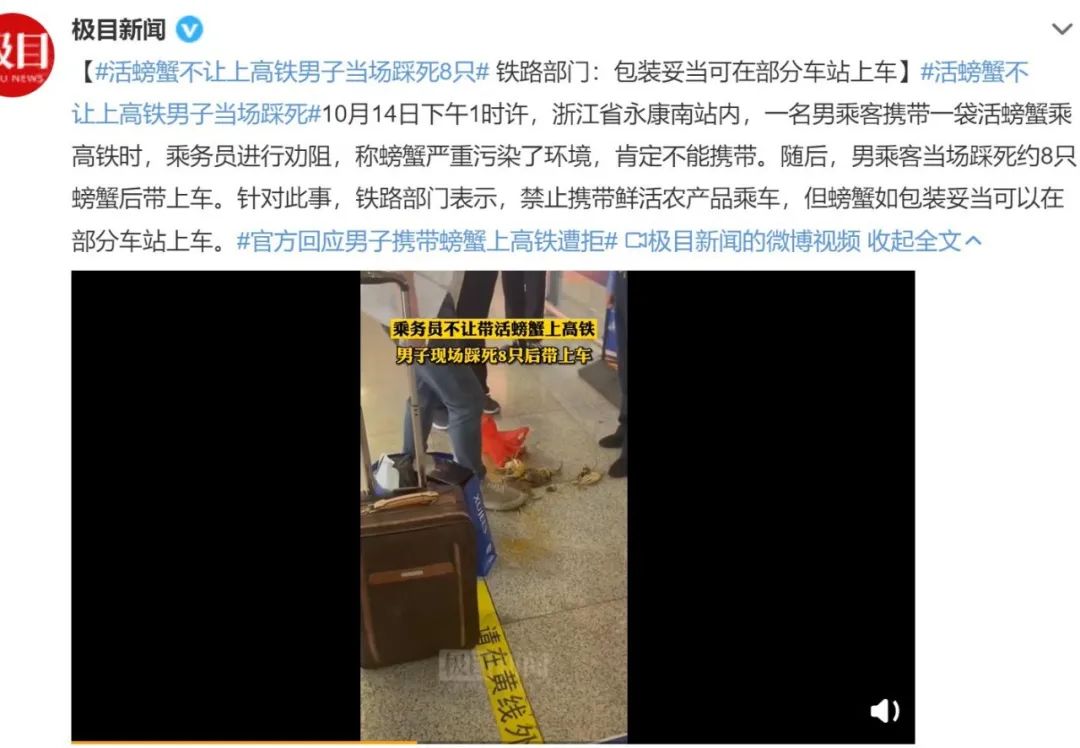 极目
U NEWS
极目新闻
【#活螃蟹不让上高铁男子当场踩死8只# 铁路部门：包装妥当可在部分车站上车】#活螃蟹不
让上高铁男子当场踩死#10月14日下午1时许，浙江省永康南站内，一名男乘客携带一袋活螃蟹乘
高铁时，乘务员进行劝阻，称螃蟹严重污染了环境，肯定不能携带。随后，男乘客当场踩死约8只
螃蟹后带上车。针对此事，铁路部门表示，禁止携带鲜活农产品乘车，但螃蟹如包装妥当可以在
部分车站上车。#官方回应男子携带螃蟹上高铁遭拒# 极目新闻的微博视频 收起全文
乘务员不让带活螃蟹上高铁
男子现场踩死8只后带上车
极目新闻
请在黄线外